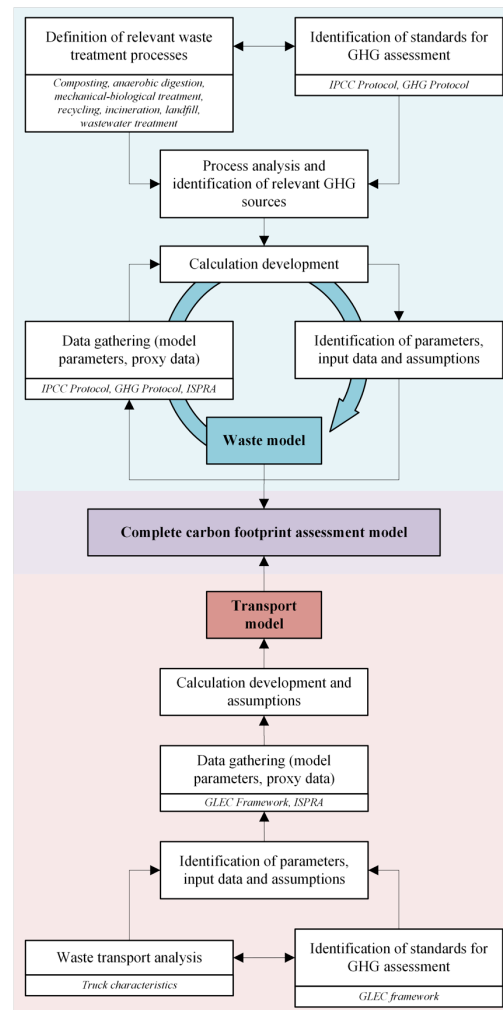 Definition of relevant waste
treatment processes
Composting, anaerobic digestion,
mechanical-biological treatment,
recycling, incineration, landfill,
wastewater treatment
Identification of standards for
GHG assessment
IPCC Protocol, GHG Protocol
Process analysis and
identification of relevant GHG
sources
Calculation development
Data gathering (model
parameters, proxy data)
IPCC Protocol, GHG Protocol, ISPRA
Identification of parameters,
input data and assumptions
Waste model
Complete carbon footprint assessment model
Transport
model
Calculation development and
assumptions
Data gathering (model
parameters, proxy data)
GLEC Framework, ISPRA
Identification of parameters,
input data and assumptions
Waste transport analysis
Truck characteristics
Identification of standards for
GHG assessment
GLEC framework